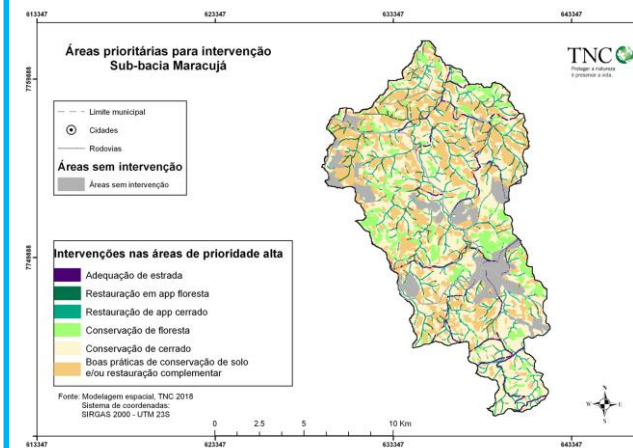 613347 623347 633347 643347
Áreas prioritárias para intervenção
Sub-bacia Maracujá
TNC
Proteger a natureza
é preservar a vida.
7759888
Limite municipal
Cidades
Rodovias
Áreas sem intervenção
Áreas sem intervenção
7749888
Intervenções nas áreas de prioridade alta
Adequação de estrada
Restauração em app floresta
Restauração de app cerrado
Conservação de floresta
Conservação de cerrado
Boas práticas de conservação de solo
e/ou restauração complementar
Fonte: Modelagem espacial, TNC 2018
Sistema de coordenadas:
SIRGAS 2000 - UTM 23S
0 2.5 5 10 Km
N
W E
S
613347 623347 633347 643347